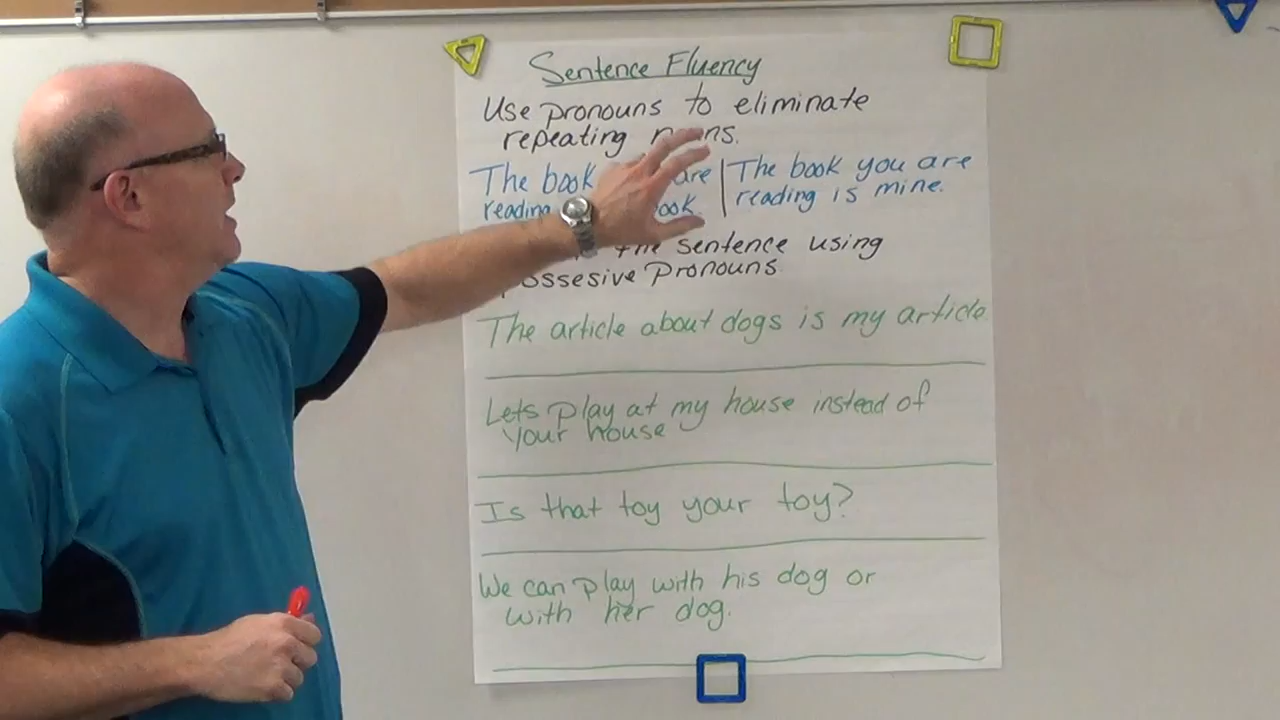 Sentence Fluency
Use pronouns to eliminate
repeating
The book are
reading book.
The book you are
reading is mine.
the sentence using
possesive pronouns
The article about dogs is my article
Lets play at my house instead of
your house
Is that toy your toy?
We can play with his dog or
with her dog.